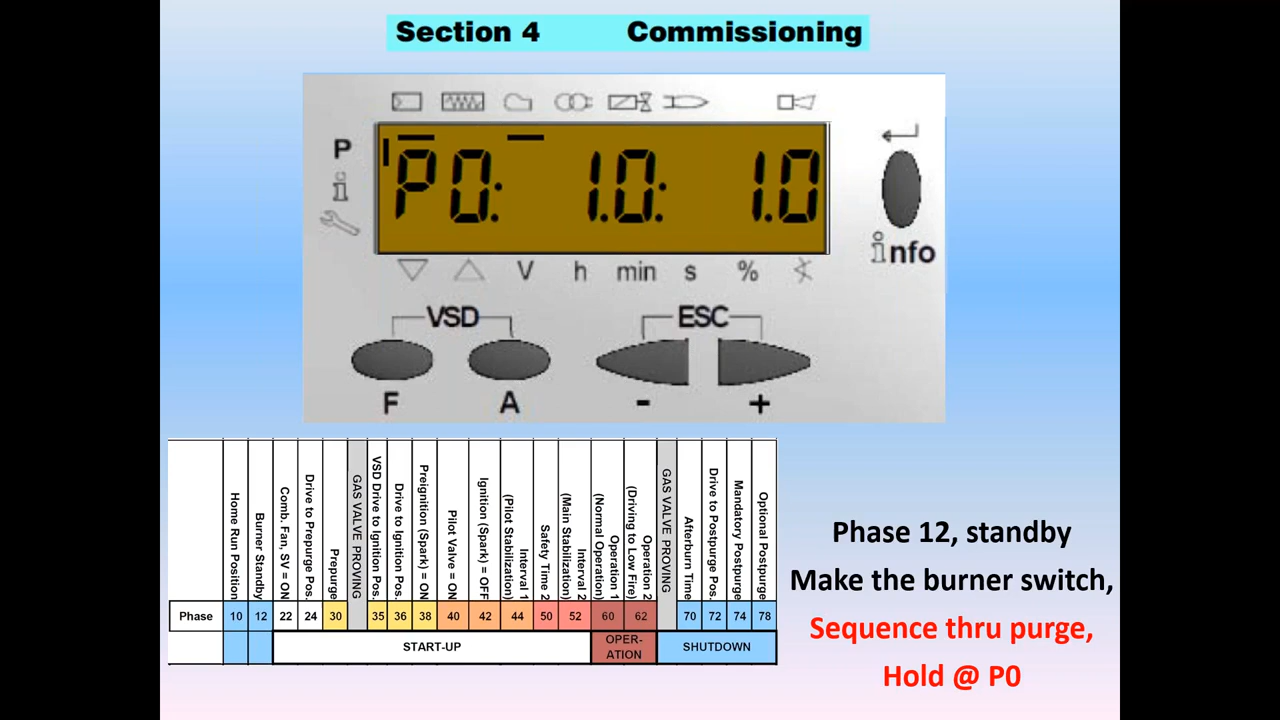 Section 4 Commissioning
P
i
P0: 1.0: 1.0
info
V h min s %
VSD ESC
F A - +
Home Run Position
Burner Standby
Comb. Fan, SV = ON
Drive to Prepurge Pos.
Prepurge
GAS VALVE PROVING
VSD Drive to Ignition Pos.
Drive to Ignition Pos.
Preignition (Spark) = ON
Pilot Valve = ON
Ignition (Spark) = OFF
Interval 1
(Pilot Stabilization)
Safety Time 2
Interval 2
(Main Stabilization)
Operation 1
(Normal Operation)
Operation 2
(Driving to Low Fire)
GAS VALVE PROVING
Afterburn Time
Drive to Postpurge Pos.
Mandatory Postpurge
Optional Postpurge
Phase 10 12 22 24 30 35 36 38 40 42 44 50 52 60 62 70 72 74 78
START-UP
OPER-
ATION
SHUTDOWN
Phase 12, standby
Make the burner switch,
Sequence thru purge,
Hold @ P0